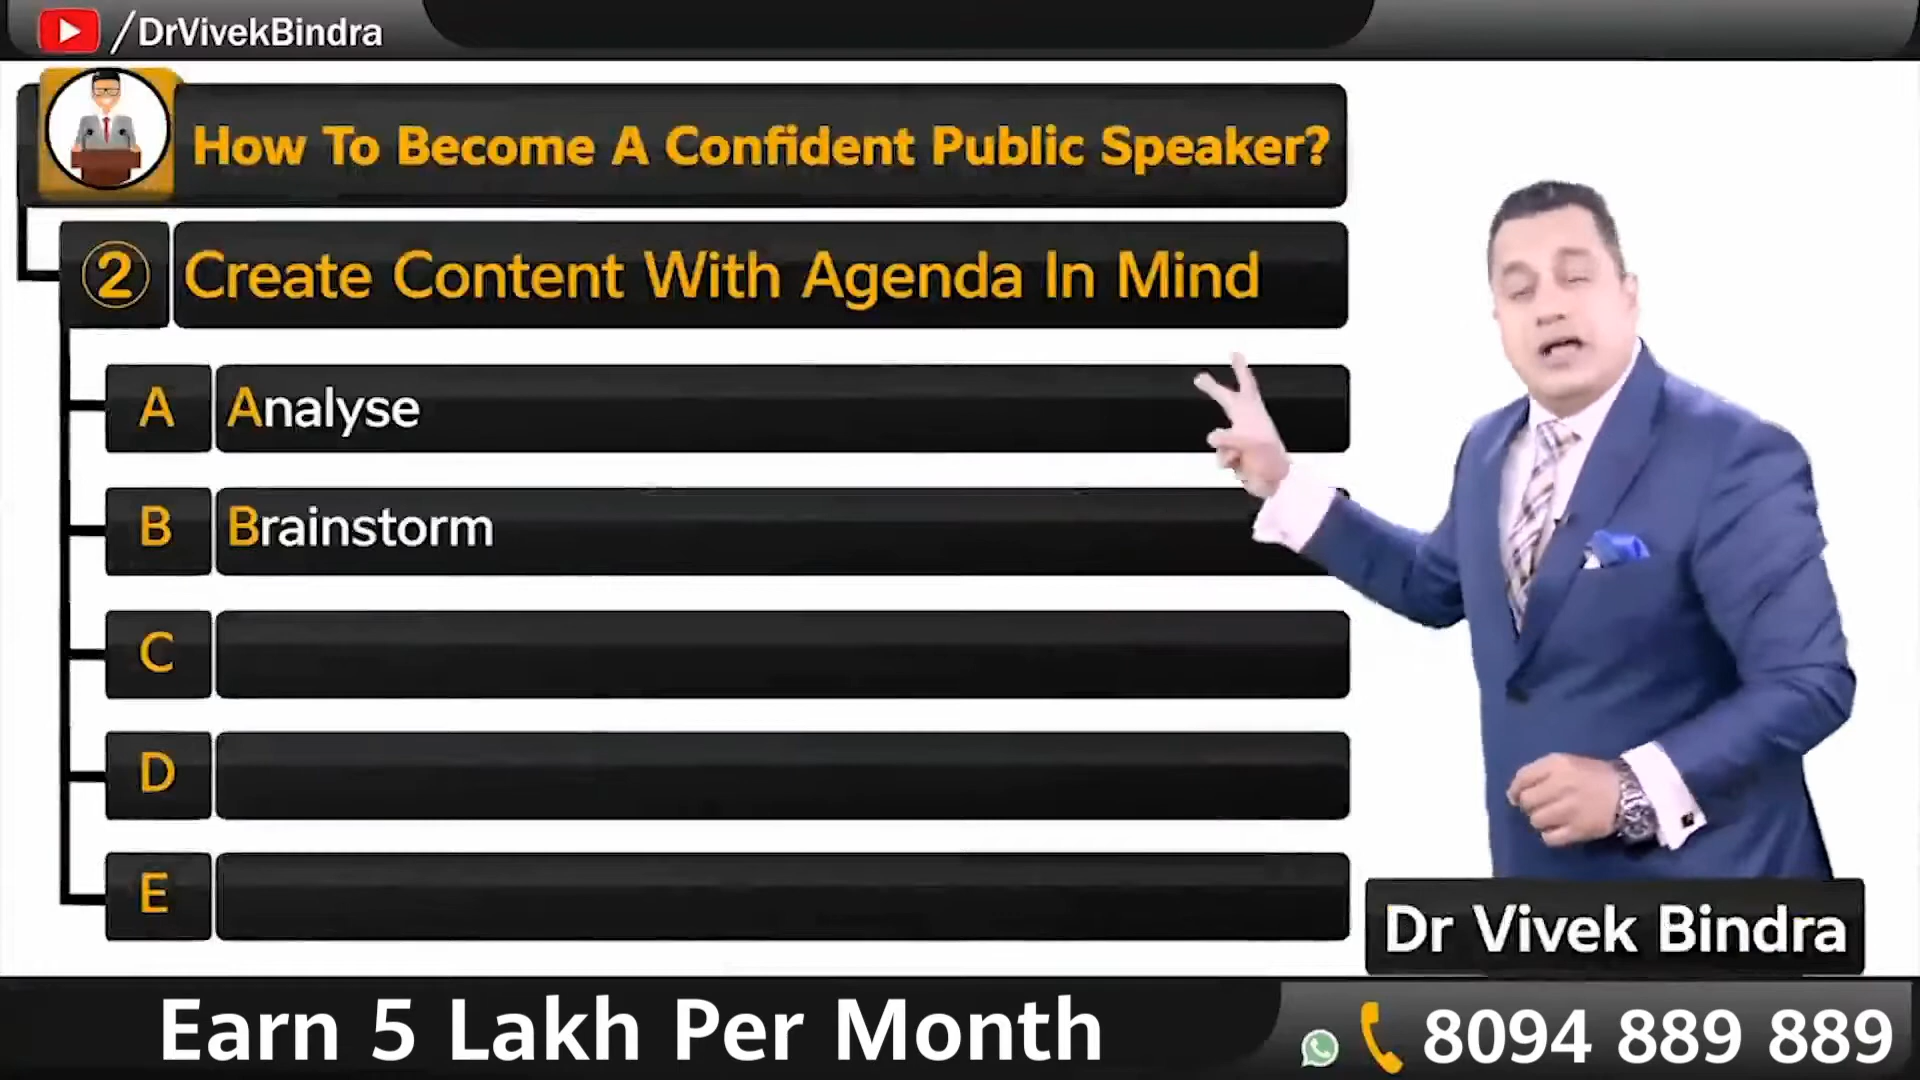 /DrVivekBindra
How To Become A Confident Public Speaker?
2 Create Content With Agenda In Mind
A Analyse
B Brainstorm
C
D
E
Dr Vivek Bindra
Earn 5 Lakh Per Month
8094 889 889